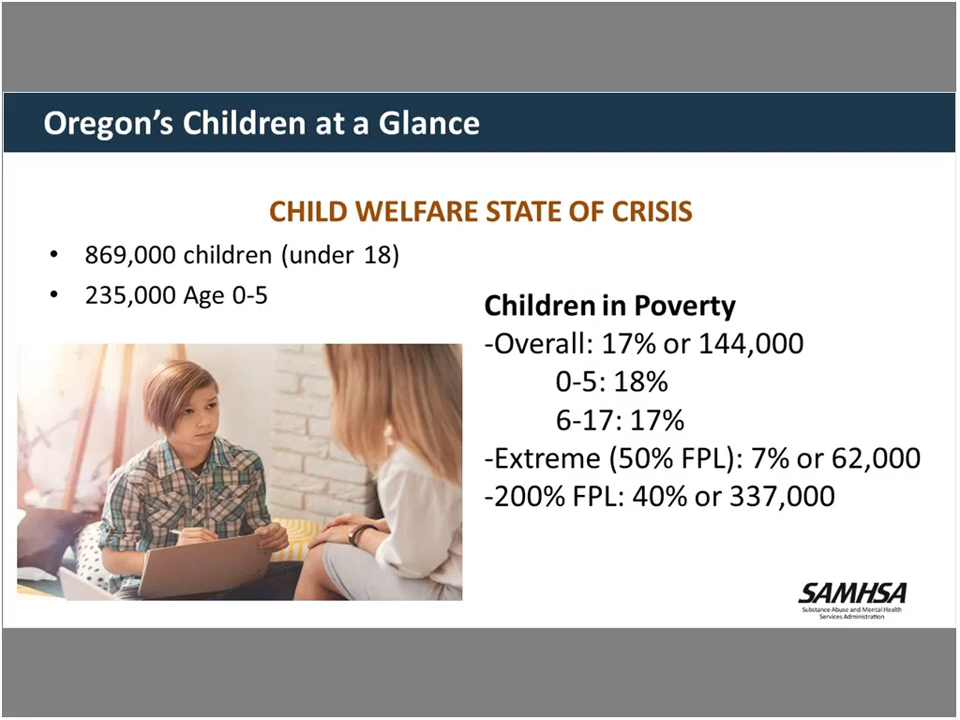 Oregon’s Children at a Glance
CHILD WELFARE STATE OF CRISIS
• 869,000 children (under 18)
• 235,000 Age 0-5
Children in Poverty
-Overall: 17% or 144,000
0-5: 18%
6-17: 17%
-Extreme (50% FPL): 7% or 62,000
-200% FPL: 40% or 337,000
SAMHSA
Substance Abuse and Mental Health
Services Administration